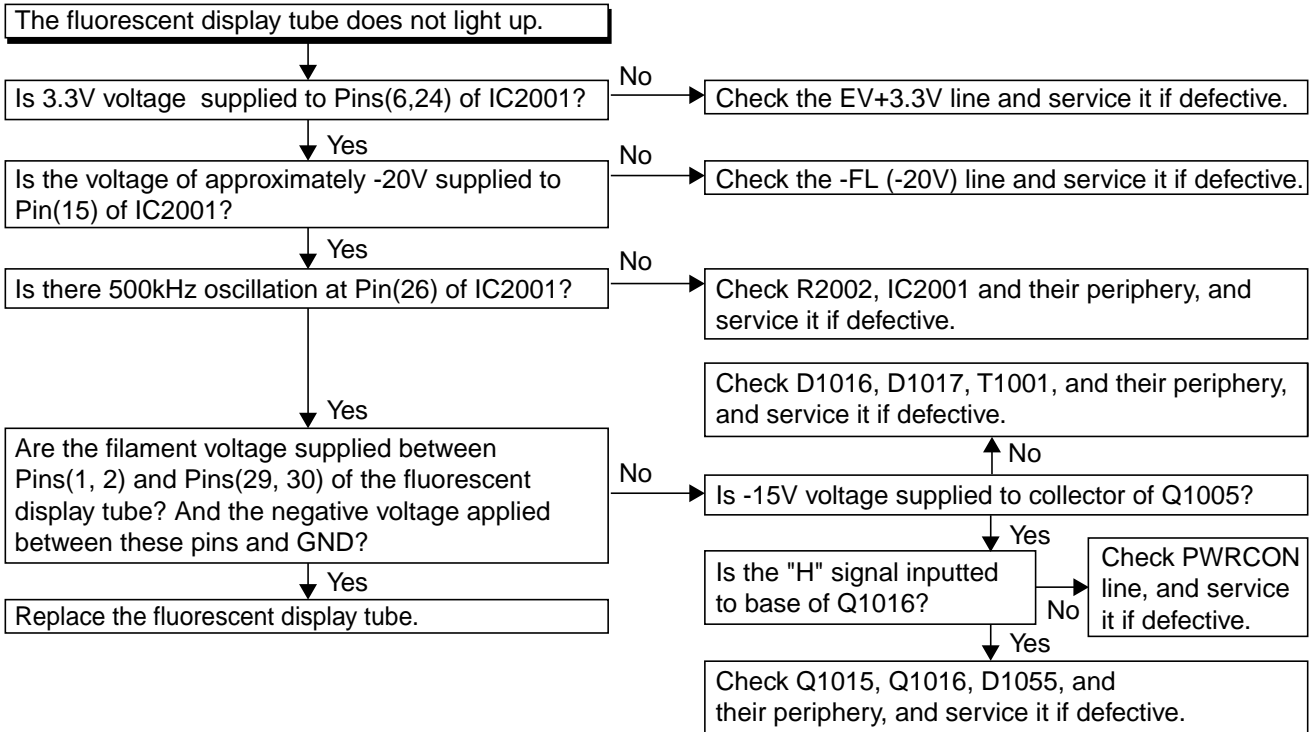 The fluorescent display tube does not light up.
No
Is 3.3V voltage supplied to Pins(6,24) of IC2001?
Check the EV+3.3V line and service it if defective.
Yes
No
Is the voltage of approximately -20V supplied to
Pin(15) of IC2001?
Check the -FL (-20V) line and service it if defective.
Yes
No
Is there 500kHz oscillation at Pin(26) of IC2001?
Check R2002, IC2001 and their periphery, and
service it if defective.
Check D1016, D1017, T1001, and their periphery,
and service it if defective.
Yes
No
Are the filament voltage supplied between
Pins(1, 2) and Pins(29, 30) of the fluorescent
display tube? And the negative voltage applied
between these pins and GND?
No
Is -15V voltage supplied to collector of Q1005?
Yes
Is the "H" signal inputted
to base of Q1016?
No
Check PWRCON
line, and service
it if defective.
Yes
Replace the fluorescent display tube.
Yes
Check Q1015, Q1016, D1055, and
their periphery, and service it if defective.